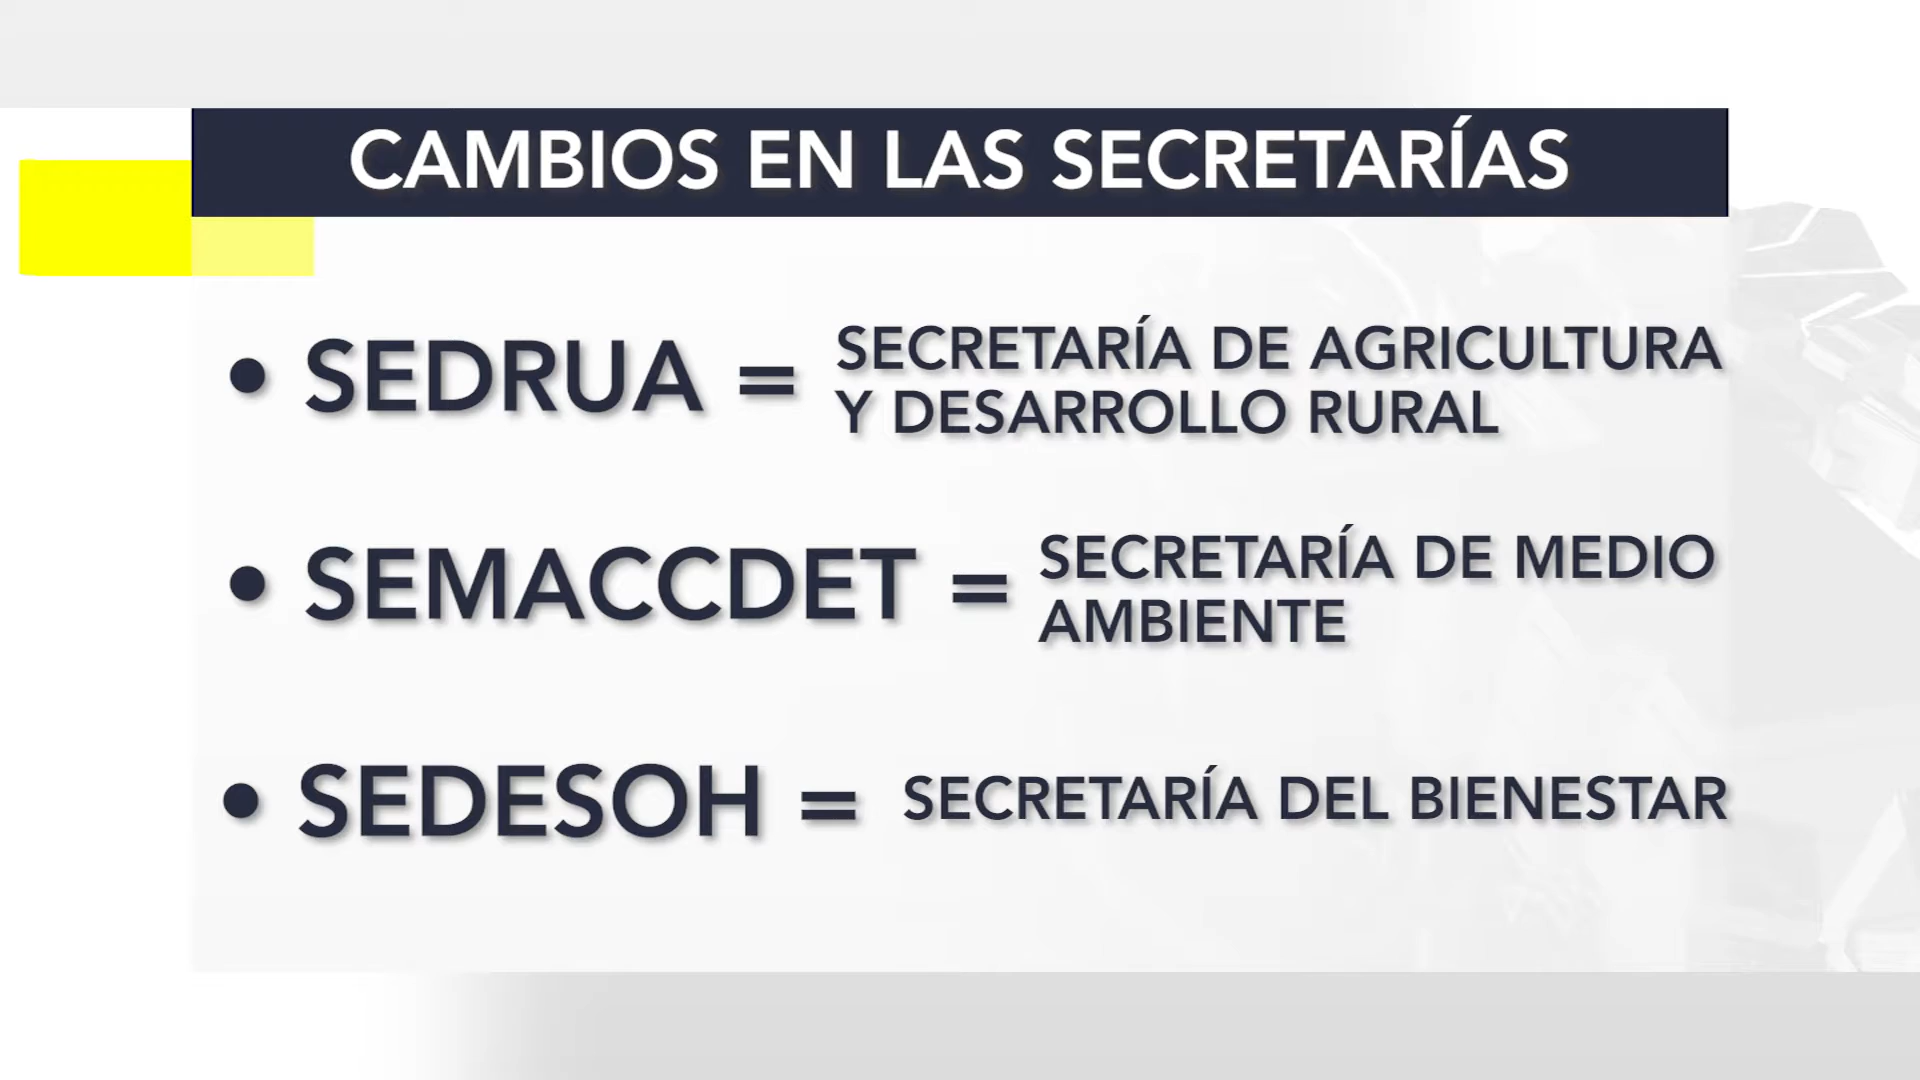 CAMBIOS EN LAS SECRETARÍAS
• SEDRUA = SECRETARÍA DE AGRICULTURA
Y DESARROLLO RURAL
• SEMACCDET = SECRETARÍA DE MEDIO
AMBIENTE
• SEDESOH = SECRETARÍA DEL BIENESTAR